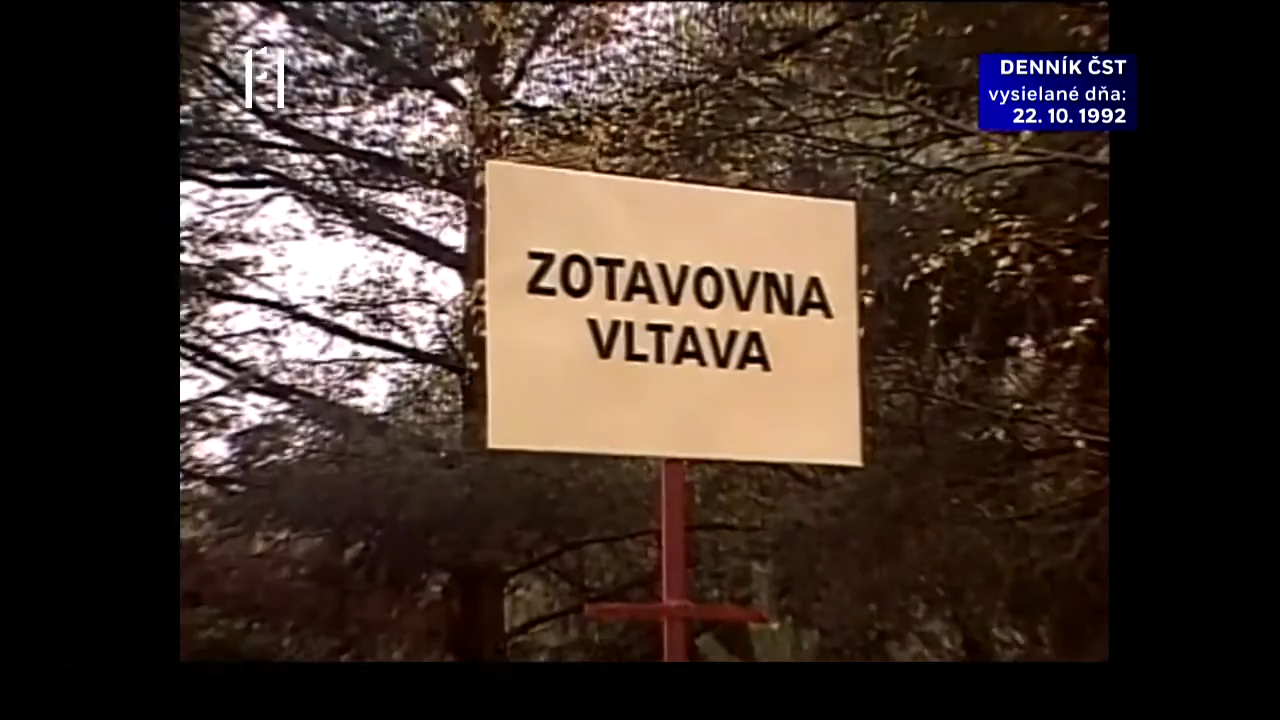 DENNÍK ČST
vysielané dňa:
22. 10. 1992
ZOTAVOVNA
VLTAVA